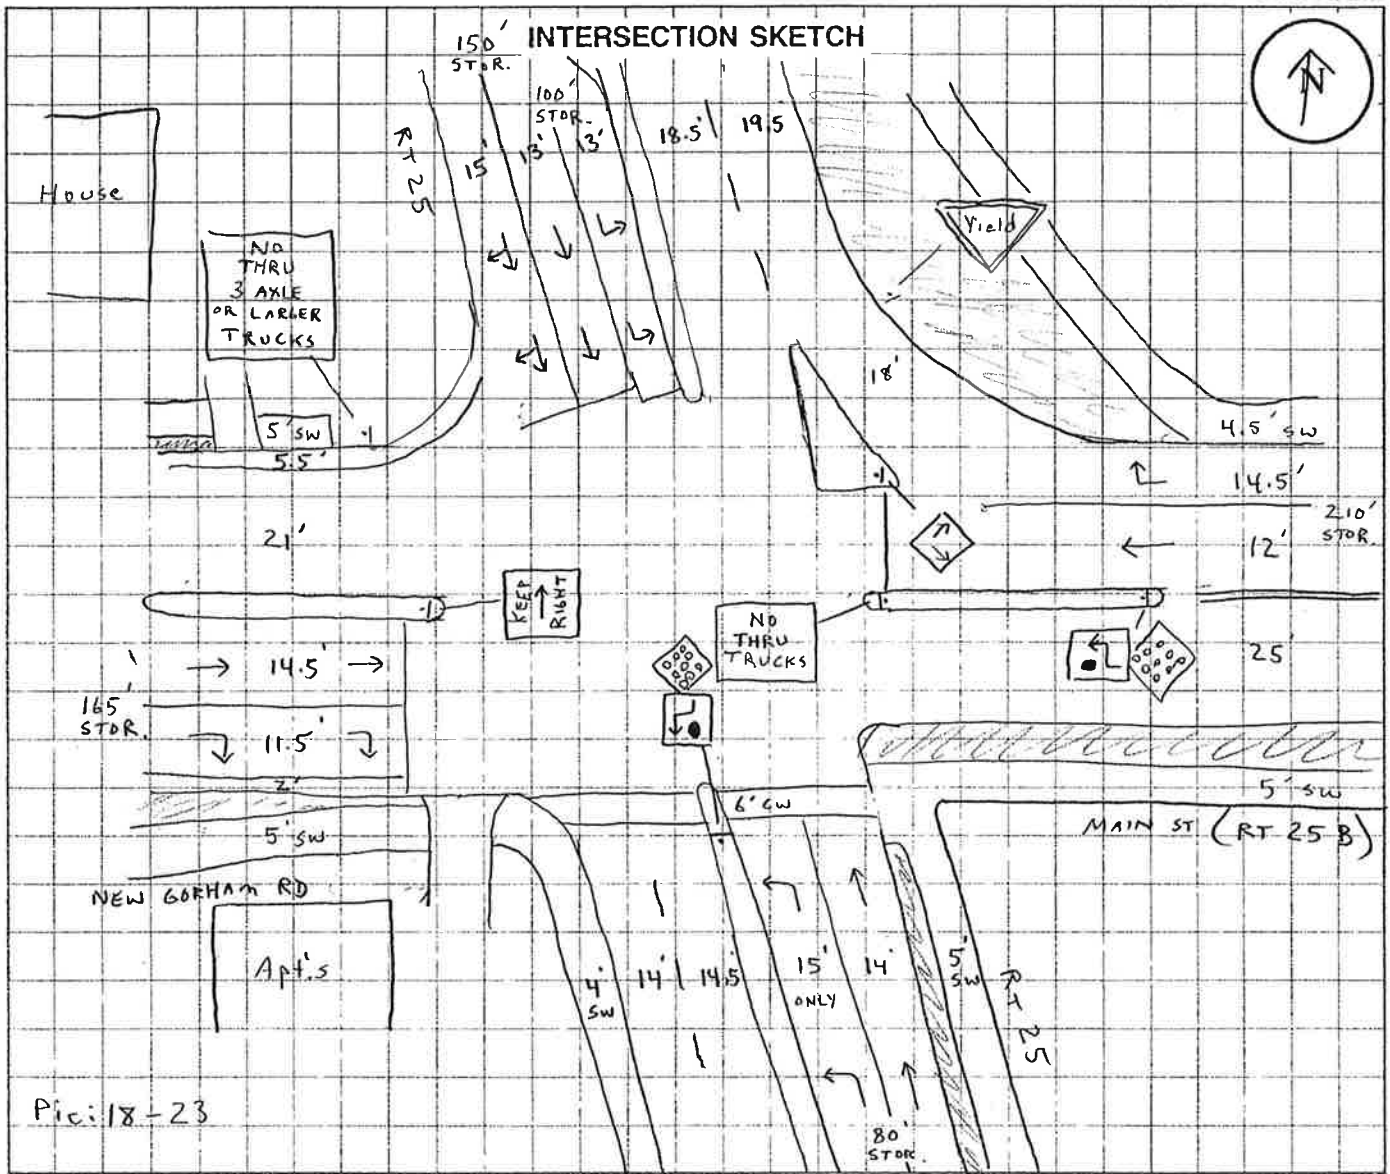 INTERSECTION SKETCH
N
150'
STOR.
100'
STOR.
RT 25
15'
13'
13'
18.5'
19.5
House
NO
THRU
3 AXLE
OR LARGER
TRUCKS
Yield
18'
5' SW
5.5'
4.5' SW
14.5'
210'
STOR.
12'
21'
KEEP
RIGHT
NO
THRU
TRUCKS
25'
14.5'
165'
STOR.
11.5'
2'
5' SW
6' CW
5' SW
MAIN ST (RT 25 B)
NEW GORHAM RD
Apt.s
4'
SW
14'
14.5
15'
ONLY
14'
5'
SW
RT 25
80'
STOR.
Pic: 18-23